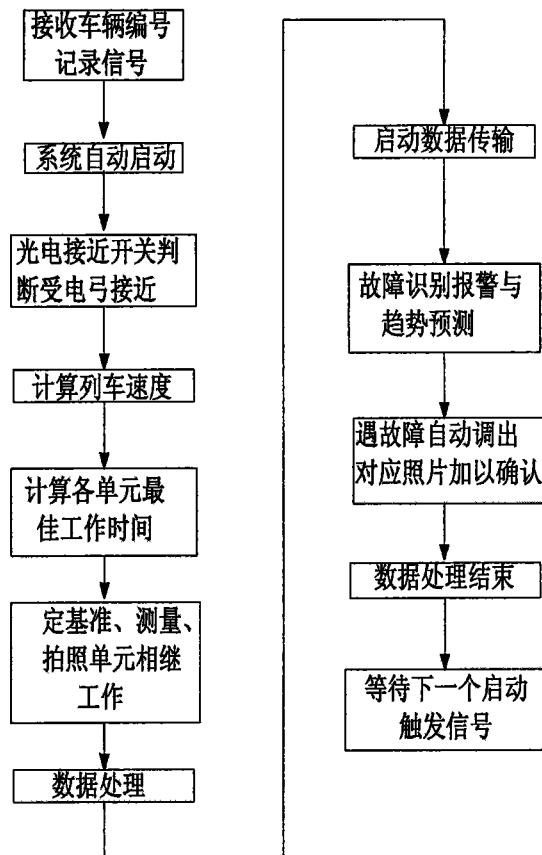 接收车辆编号
记录信号
系统自动启动
光电接近开关判
断受电弓接近
计算列车速度
计算各单元最
佳工作时间
定基准、测量、
拍照单元相继
工作
数据处理
启动数据传输
故障识别报警与
趋势预测
遇故障自动调出
对应照片加以确认
数据处理结束
等待下一个启动
触发信号